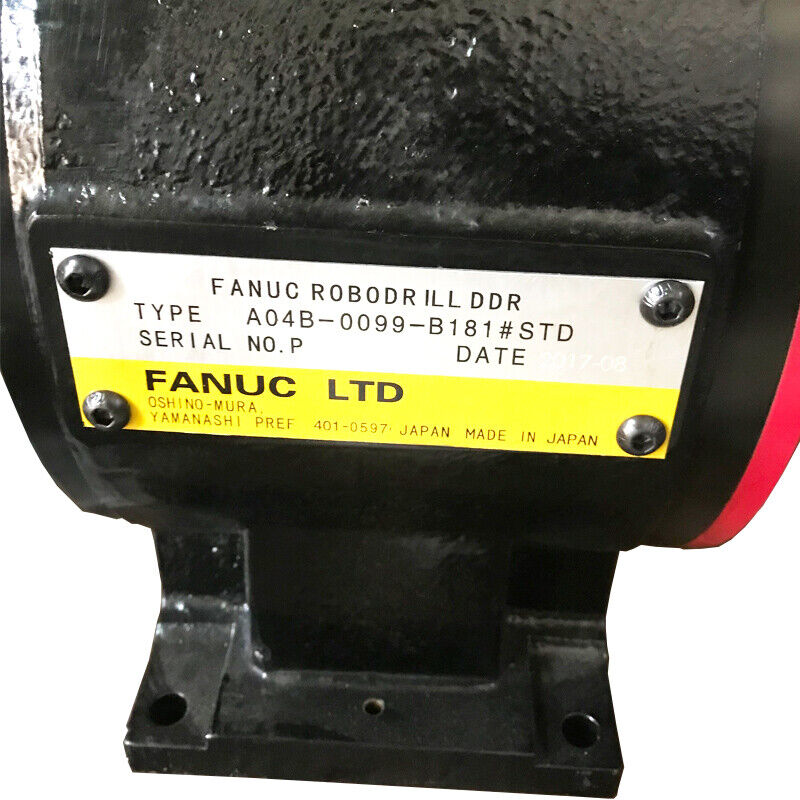 FANUC ROBODRILL DDR
TYPE A04B-0099-B181#STD
SERIAL NO.P DATE 2017-08
FANUC LTD
OSHINO-MURA,
YAMANASHI PREF 401-0597 JAPAN MADE IN JAPAN